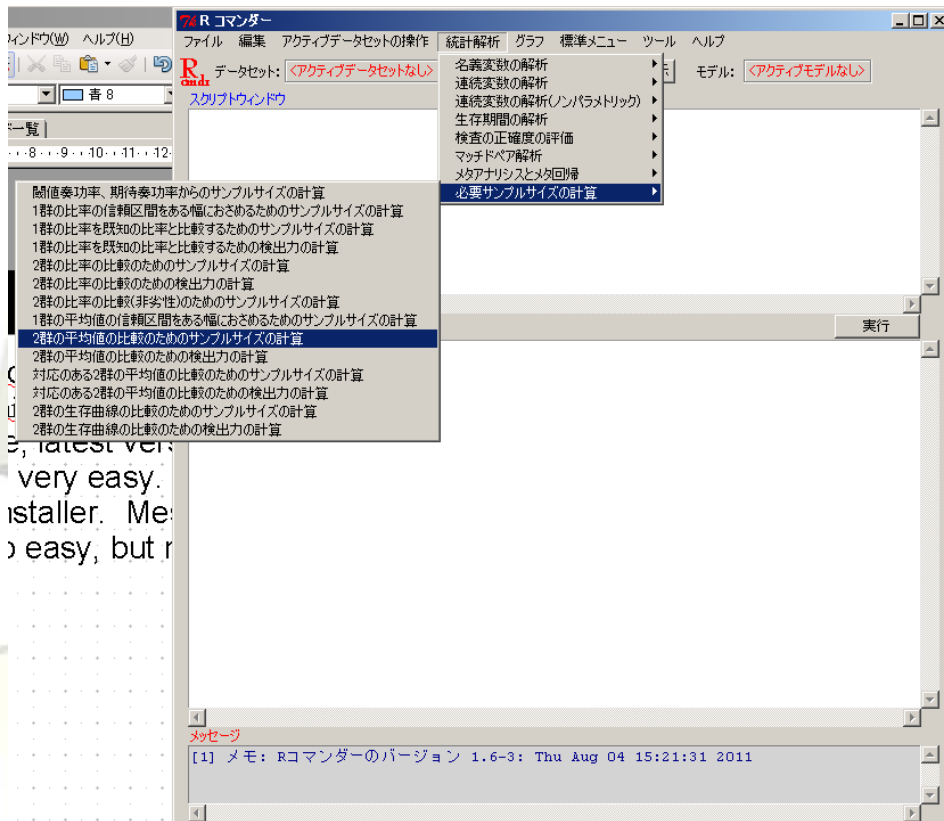 R コマンダー
ファイル 編集 アクティブデータセットの操作 統計解析 グラフ 標準メニュー ツール ヘルプ
R
cmdr
データセット: <アクティブデータセットなし>
モデル: <アクティブモデルなし>
スクリプトウィンドウ
名義変数の解析
連続変数の解析
連続変数の解析(ノンパラメトリック)
生存期間の解析
検査の正確度の評価
マッチドペア解析
メタアナリシスとメタ回帰
必要サンプルサイズの計算
閾値奏功率、期待奏功率からのサンプルサイズの計算
1群の比率の信頼区間をある幅におさめるためのサンプルサイズの計算
1群の比率を既知の比率と比較するためのサンプルサイズの計算
1群の比率を既知の比率と比較するための検出力の計算
2群の比率の比較のためのサンプルサイズの計算
2群の比率の比較のための検出力の計算
2群の比率の比較(非劣性)のためのサンプルサイズの計算
1群の平均値の信頼区間をある幅におさめるためのサンプルサイズの計算
2群の平均値の比較のためのサンプルサイズの計算
2群の平均値の比較のための検出力の計算
対応のある2群の平均値の比較のためのサンプルサイズの計算
対応のある2群の平均値の比較のための検出力の計算
2群の生存曲線の比較のためのサンプルサイズの計算
2群の生存曲線の比較のための検出力の計算
実行
メッセージ
[1] メモ: Rコマンダーのバージョン 1.6-3: Thu Aug 04 15:21:31 2011
ィンドウ(W) ヘルプ(H)
青 8
一覧
8 9 10 11 12
e, latest vers
very easy.
nstaller. Me
o easy, but r